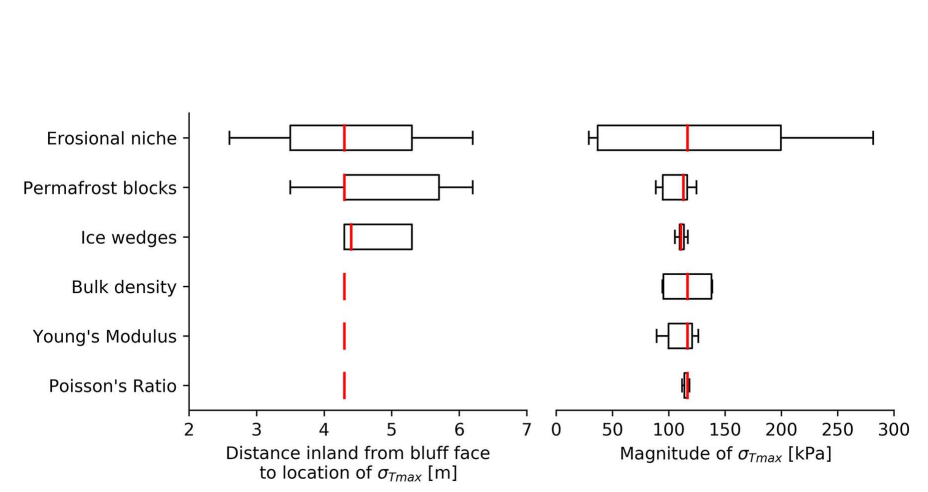 Erosional niche
Permafrost blocks
Ice wedges
Bulk density
Young's Modulus
Poisson's Ratio
2 3 4 5 6 7
Distance inland from bluff face
to location of σTmax [m]
0 50 100 150 200 250 300
Magnitude of σTmax [kPa]